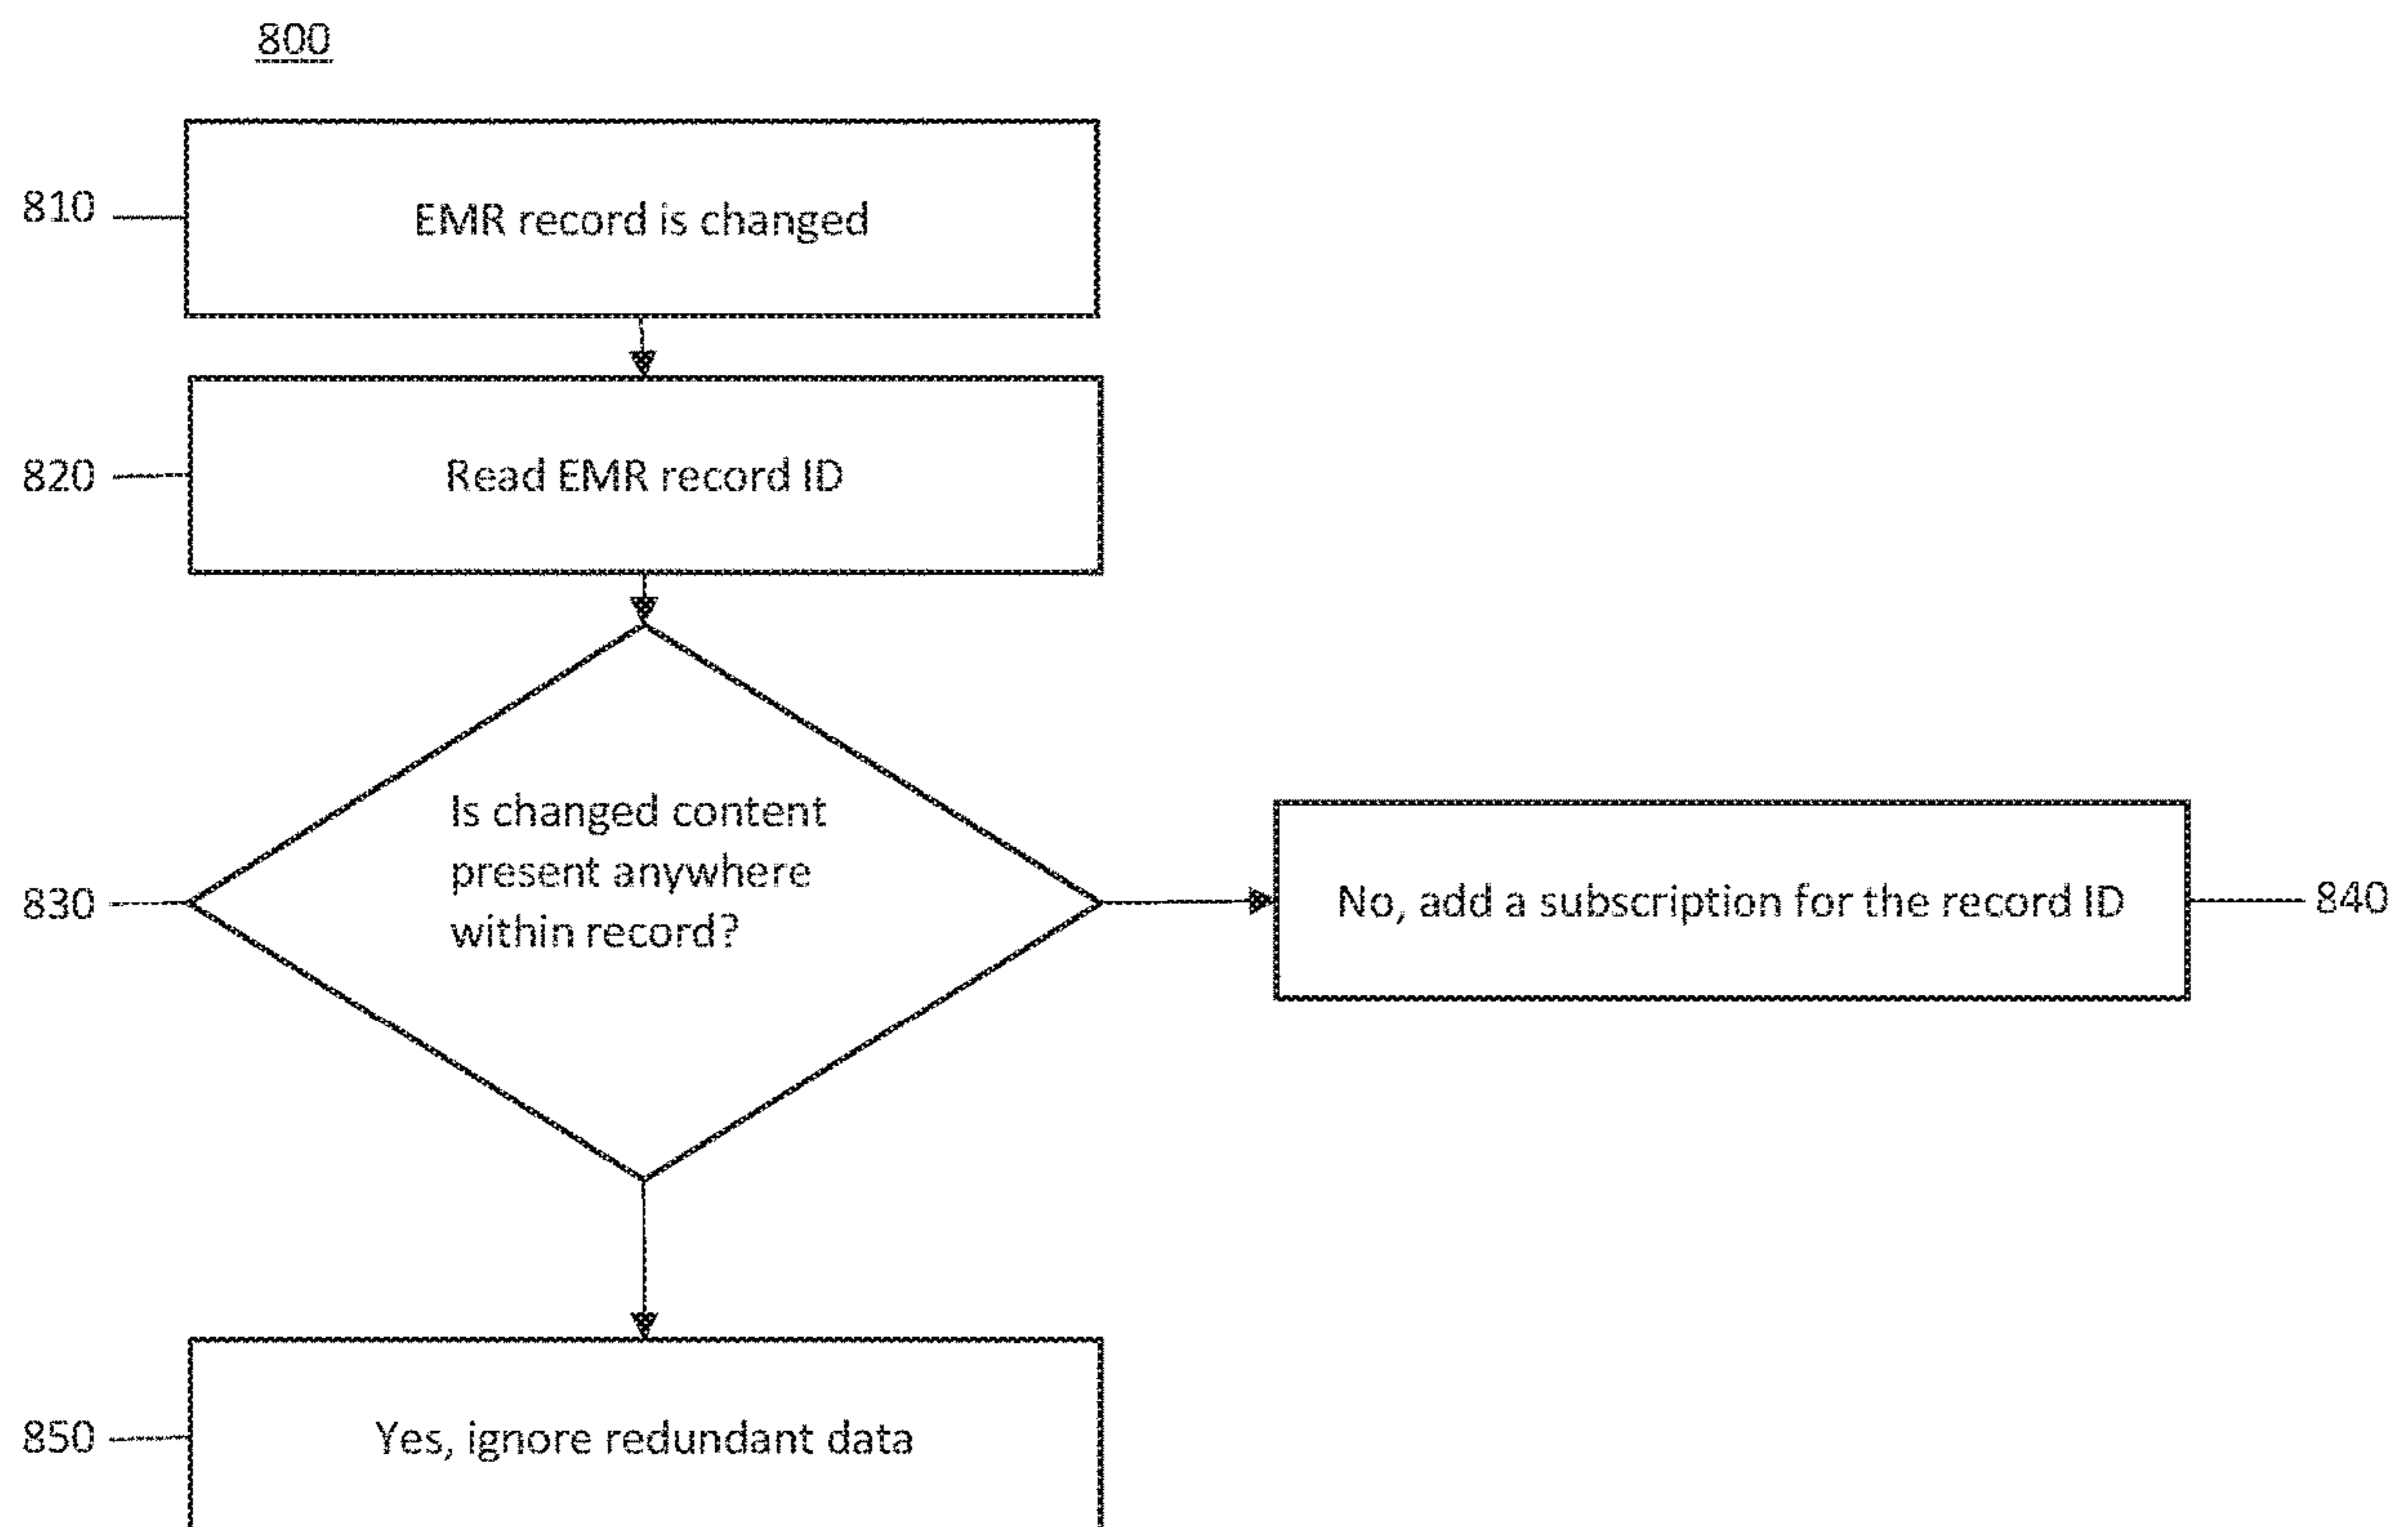 800
810
EMR record is changed
820
Read EMR record ID
Is changed content
present anywhere
within record?
830
No, add a subscription for the record ID
840
850
Yes, ignore redundant data